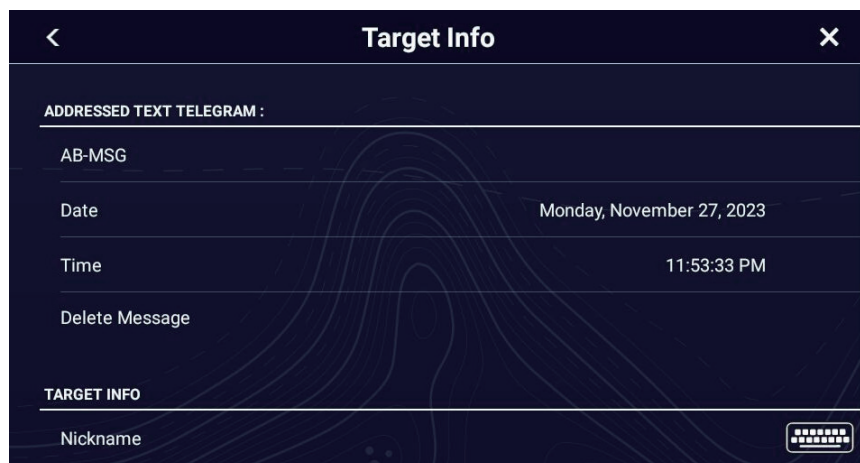 Target Info
ADDRESSED TEXT TELEGRAM :
AB-MSG
Date Monday, November 27, 2023
Time 11:53:33 PM
Delete Message
TARGET INFO
Nickname